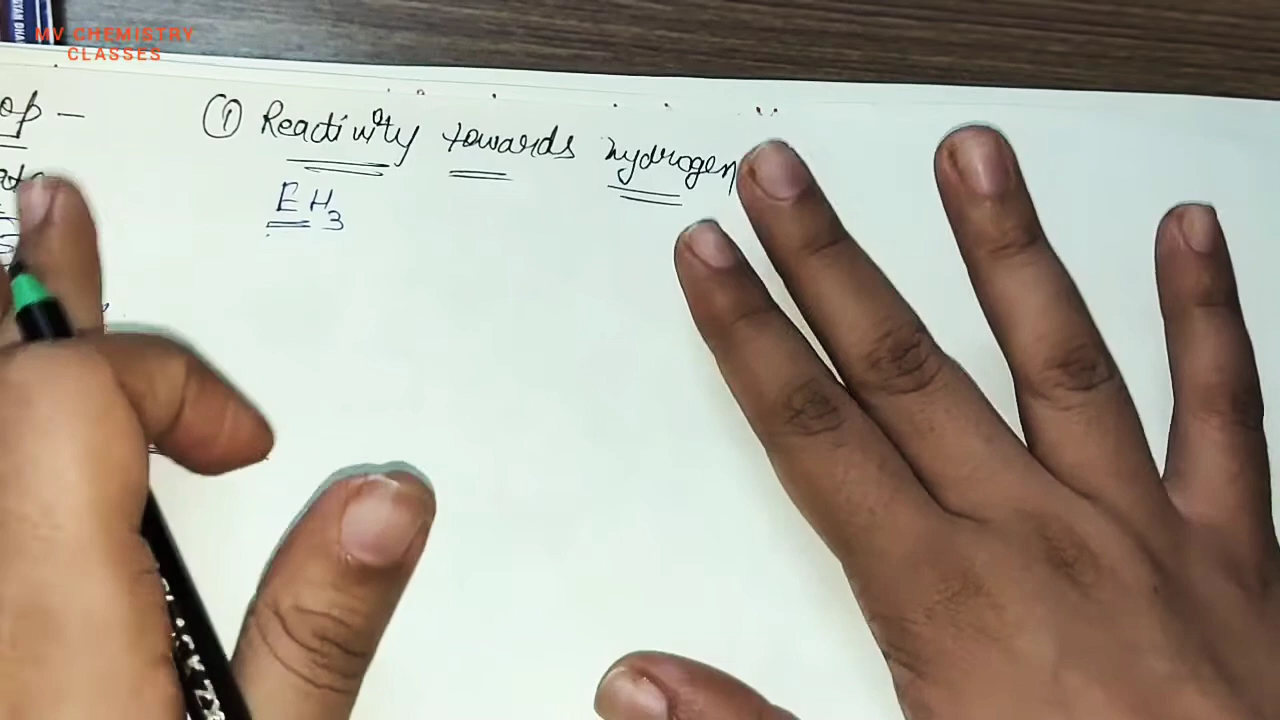 MV CHEMISTRY
CLASSES
① Reactivity towards hydrogen
EH3